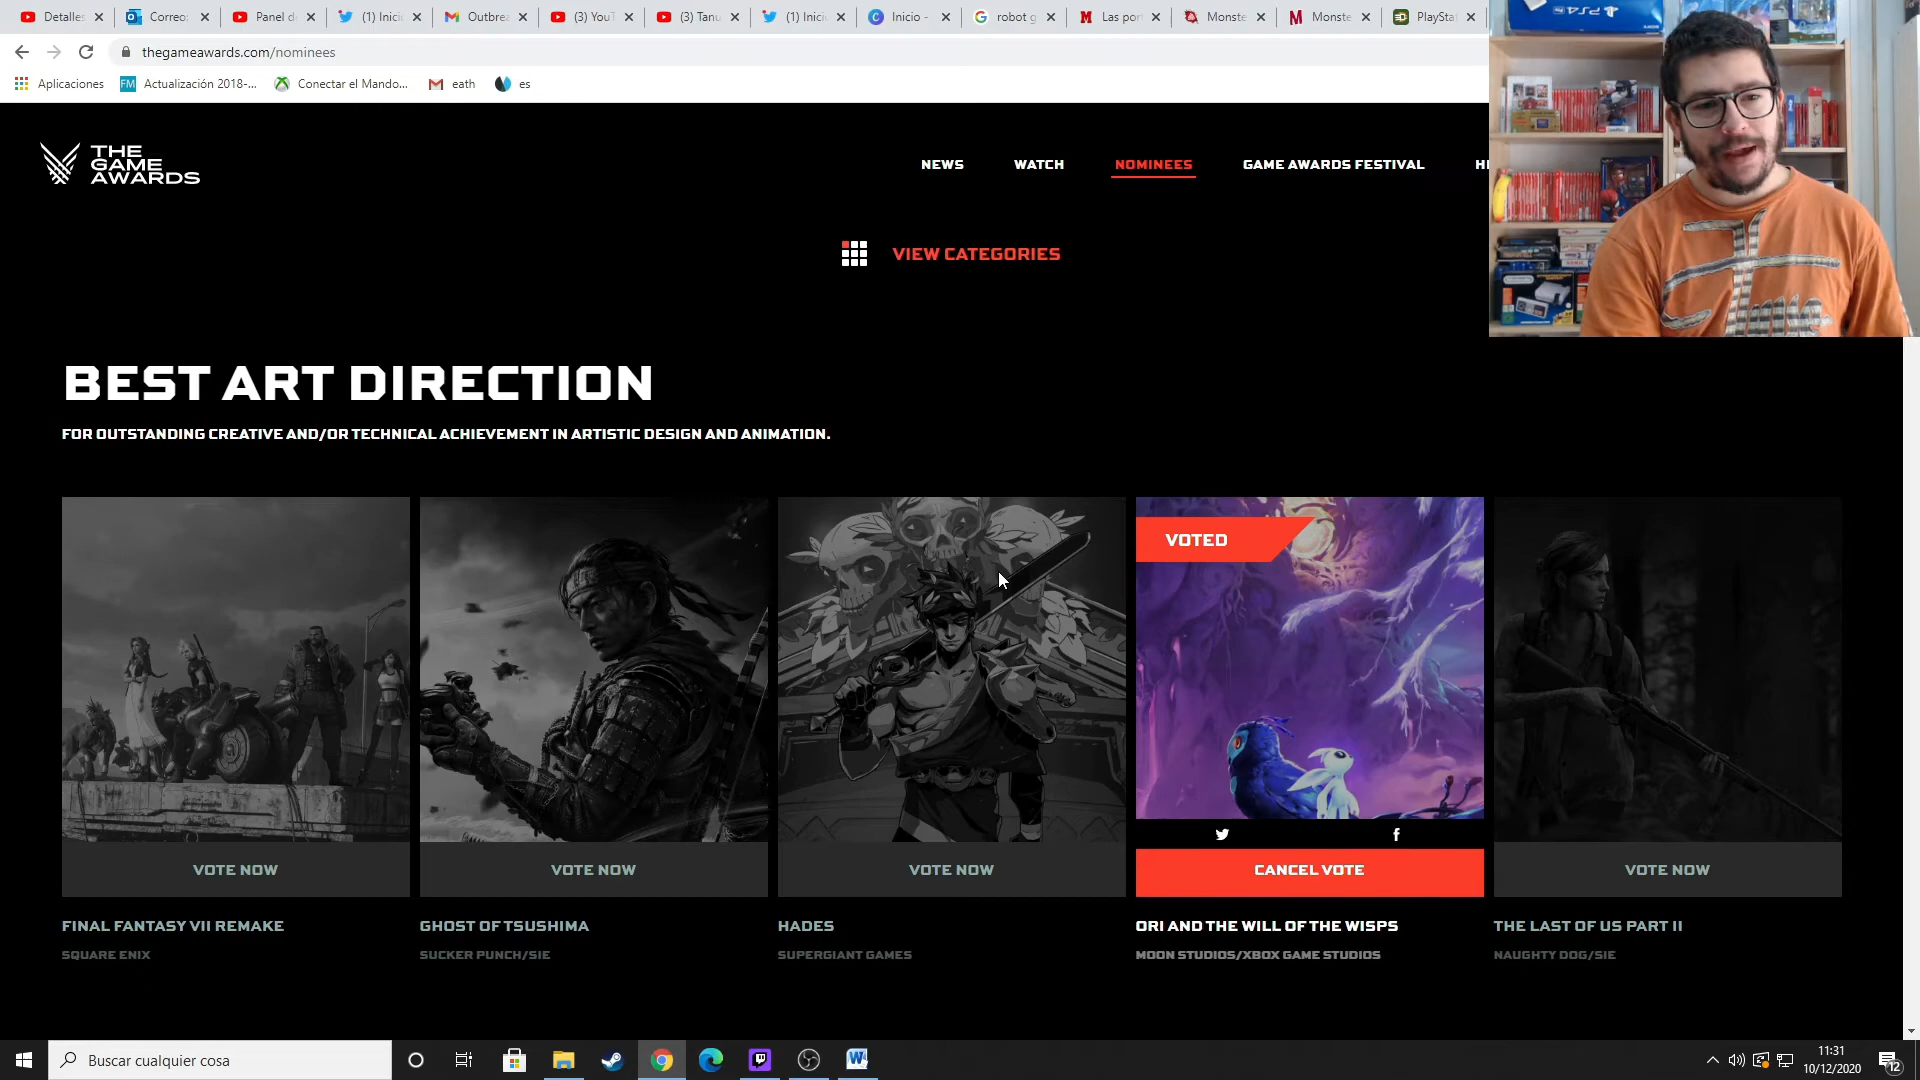 Detalles
Correo:
Panel d
(1) Inici
Outbrea
(3) YouT
(3) Tanu
(1) Inici
Inicio -
robot g
Las por
Monste
Monste
PlaySta
thegameawards.com/nominees
Aplicaciones
FM
Actualización 2018-...
Conectar el Mando...
eath
es
PS4
THE
GAME
AWARDS
NEWS
WATCH
NOMINEES
GAME AWARDS FESTIVAL
VIEW CATEGORIES
BEST ART DIRECTION
FOR OUTSTANDING CREATIVE AND/OR TECHNICAL ACHIEVEMENT IN ARTISTIC DESIGN AND ANIMATION.
VOTED
VOTE NOW
VOTE NOW
VOTE NOW
CANCEL VOTE
VOTE NOW
FINAL FANTASY VII REMAKE
GHOST OF TSUSHIMA
HADES
ORI AND THE WILL OF THE WISPS
THE LAST OF US PART II
SQUARE ENIX
SUCKER PUNCH/SIE
SUPERGIANT GAMES
MOON STUDIOS/XBOX GAME STUDIOS
NAUGHTY DOG/SIE
Buscar cualquier cosa
11:31
10/12/2020
12